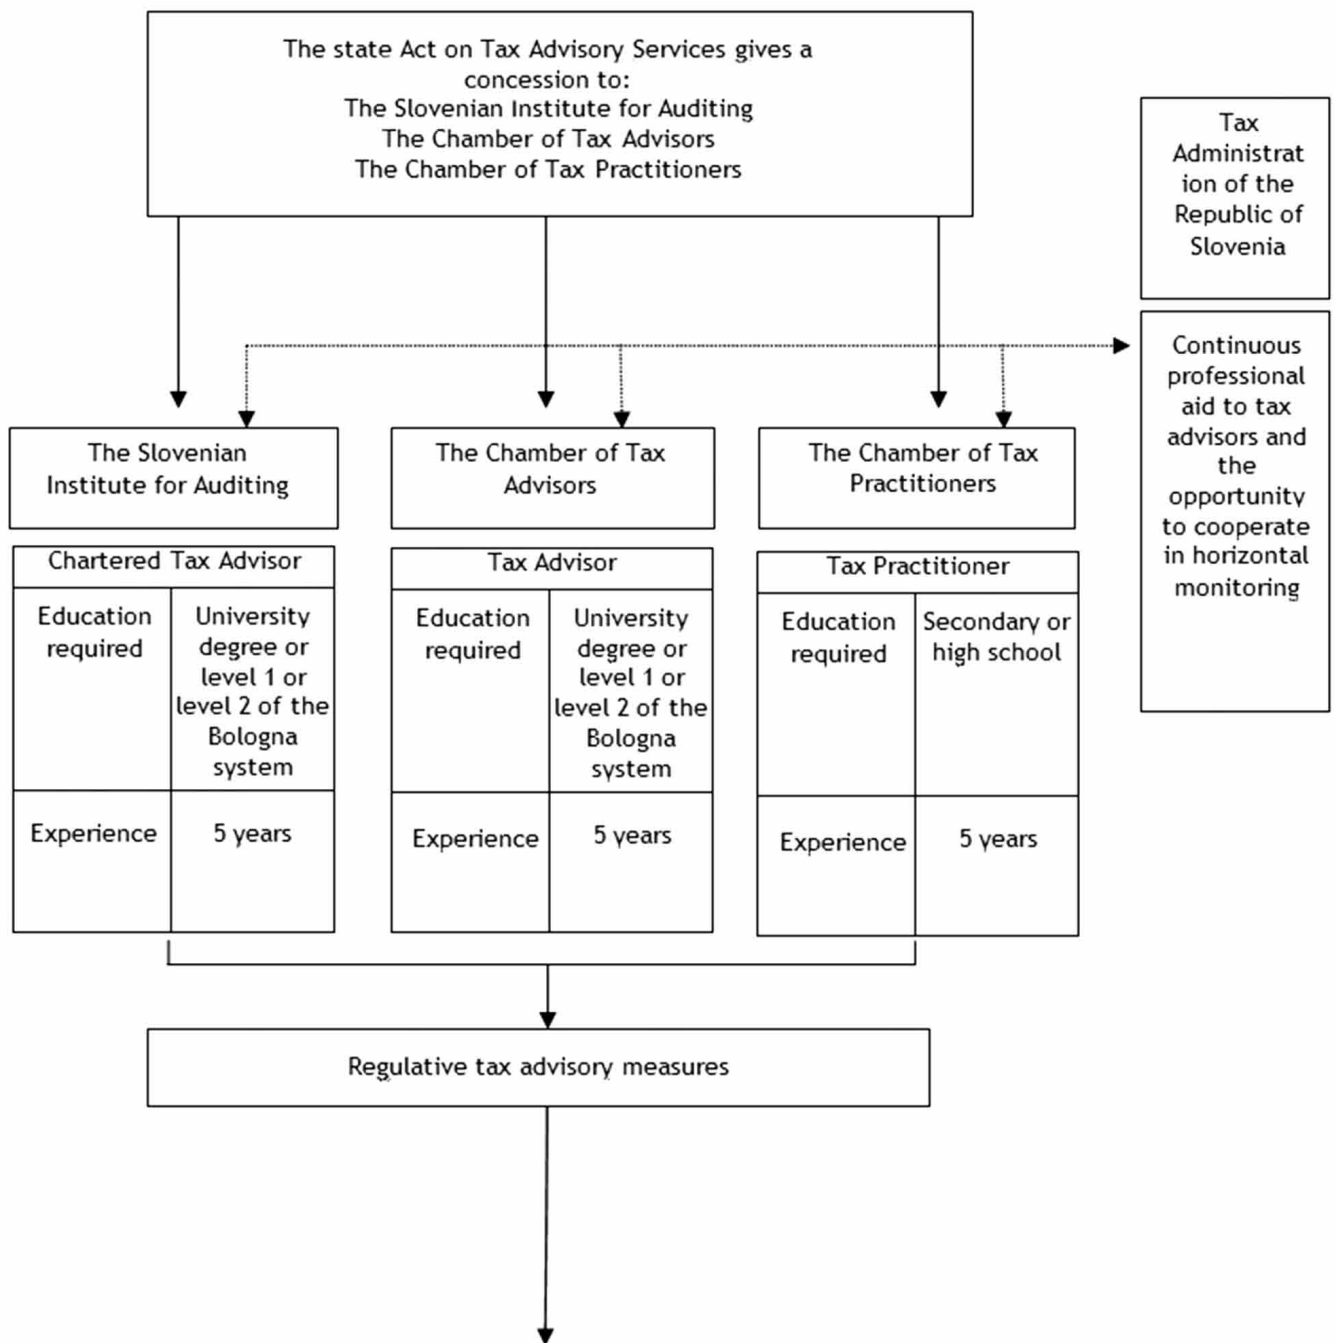 The state Act on Tax Advisory Services gives a
concession to:
The Slovenian Institute for Auditing
The Chamber of Tax Advisors
The Chamber of Tax Practitioners
Tax
Administrat
ion of the
Republic of
Slovenia
Continuous
professional
aid to tax
advisors and
the
opportunity
to cooperate
in horizontal
monitoring
The Slovenian
Institute for Auditing
The Chamber of Tax
Advisors
The Chamber of Tax
Practitioners
Chartered Tax Advisor
Education
required
University
degree or
level 1 or
level 2 of the
Bologna
system
Experience
5 years
Tax Advisor
Education
required
University
degree or
level 1 or
level 2 of the
Bologna
system
Experience
5 years
Tax Practitioner
Education
required
Secondary or
high school
Experience
5 years
Regulative tax advisory measures